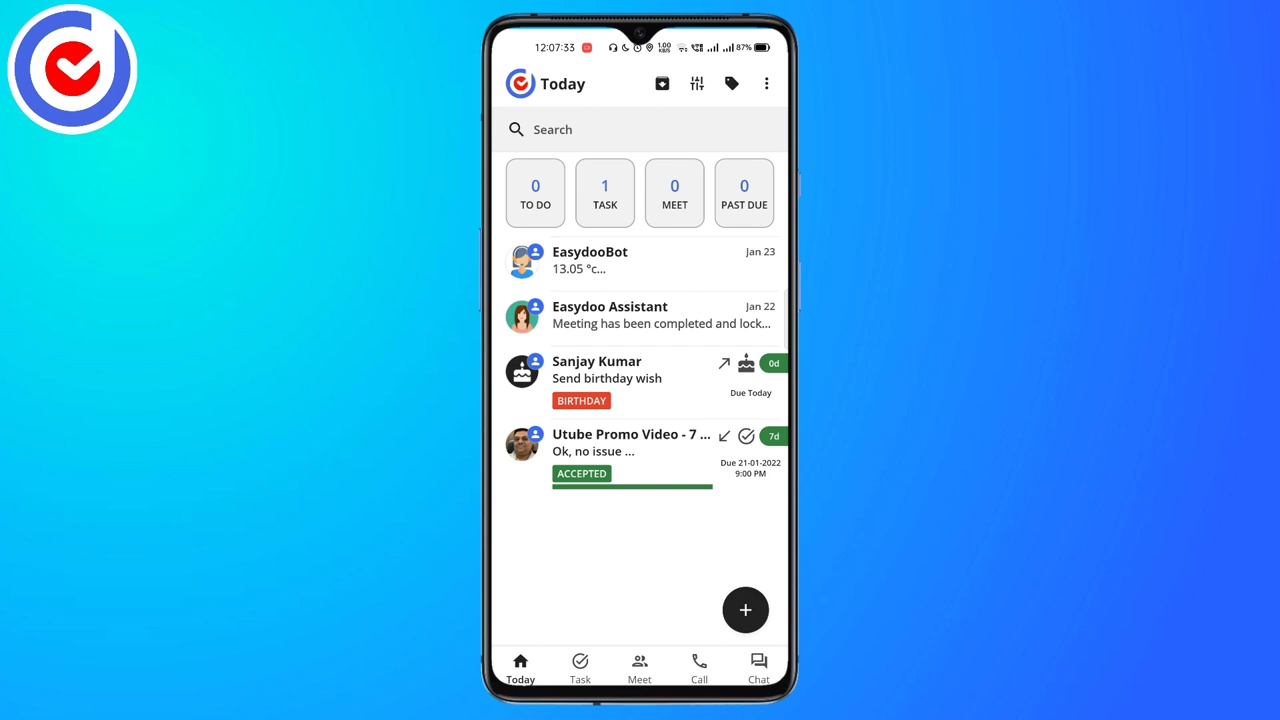 12:07:33
1.00
KB/S
87%
Today
Search
0
TO DO
1
TASK
0
MEET
0
PAST DUE
EasydooBot
Jan 23
13.05 °c...
Easydoo Assistant
Jan 22
Meeting has been completed and lock...
Sanjay Kumar
0d
Send birthday wish
BIRTHDAY
Due Today
Utube Promo Video - 7 ...
7d
Ok, no issue ...
ACCEPTED
Due 21-01-2022
9:00 PM
+
Today
Task
Meet
Call
Chat